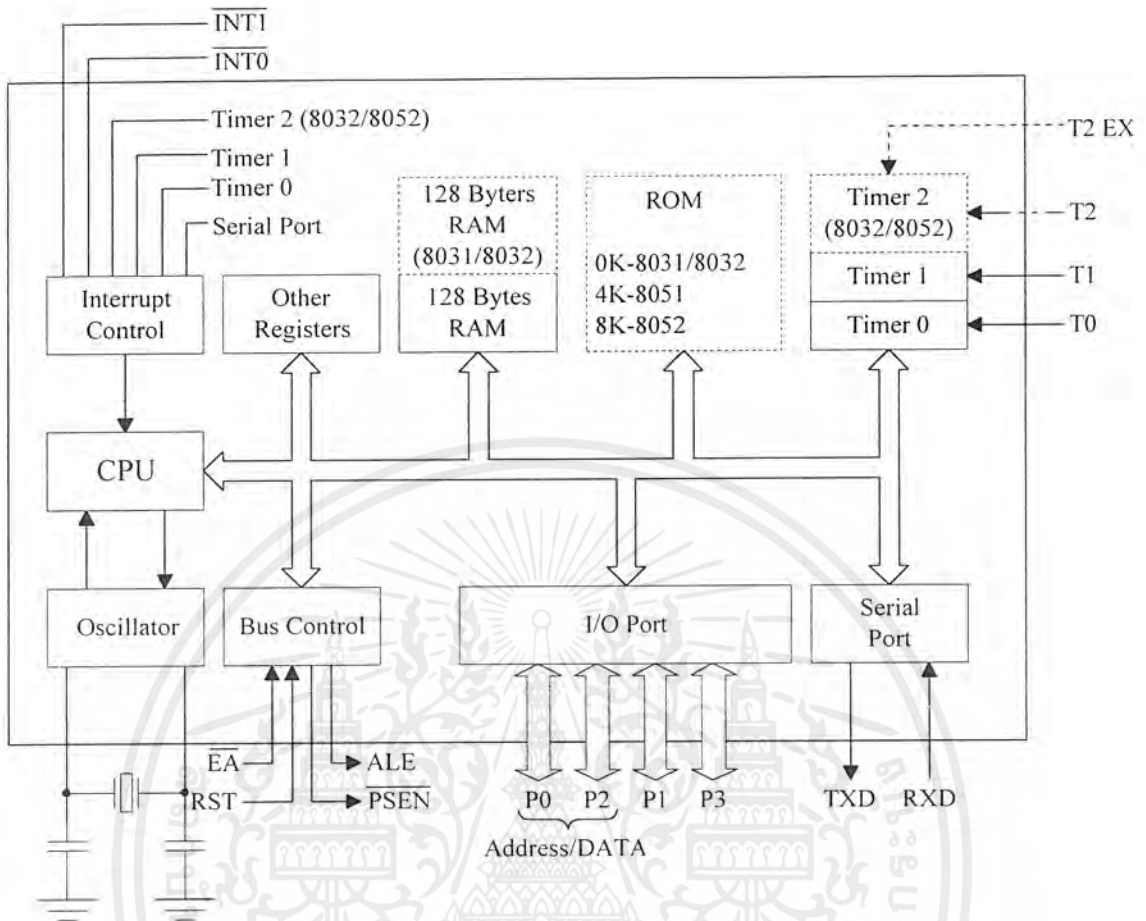 INT1
INT0
Timer 2 (8032/8052)
Timer 1
Timer 0
Serial Port
T2 EX
T2
T1
T0
128 Byters
RAM
(8031/8032)
128 Bytes
RAM
ROM
0K-8031/8032
4K-8051
8K-8052
Timer 2
(8032/8052)
Timer 1
Timer 0
Interrupt
Control
Other
Registers
CPU
Oscillator
Bus Control
I/O Port
Serial
Port
EA
RST
ALE
PSEN
P0
P2
P1
P3
Address/DATA
TXD
RXD